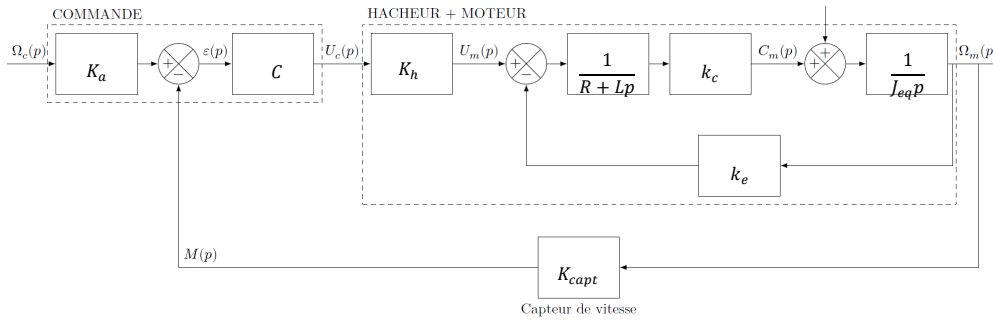 COMMANDE
HACHEUR + MOTEUR
Ω_c(p)
K_a
+
−
ε(p)
C
U_c(p)
K_h
U_m(p)
+
−
1
R + Lp
k_c
C_m(p)
+
+
1
J_eq p
Ω_m(p
k_e
M(p)
K_capt
Capteur de vitesse